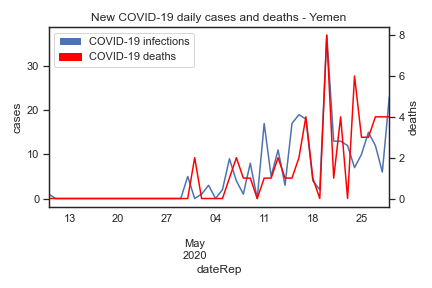 New COVID-19 daily cases and deaths - Yemen
COVID-19 infections
COVID-19 deaths
cases
deaths
30
20
10
0
8
6
4
2
0
13 20 27 04 11 18 25
May
2020
dateRep